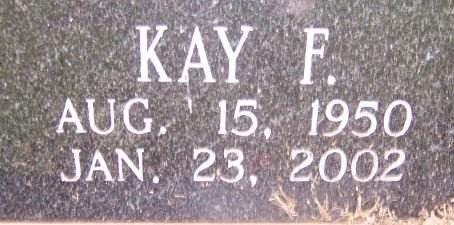 KAY F.
AUG. 15, 1950
JAN. 23, 2002